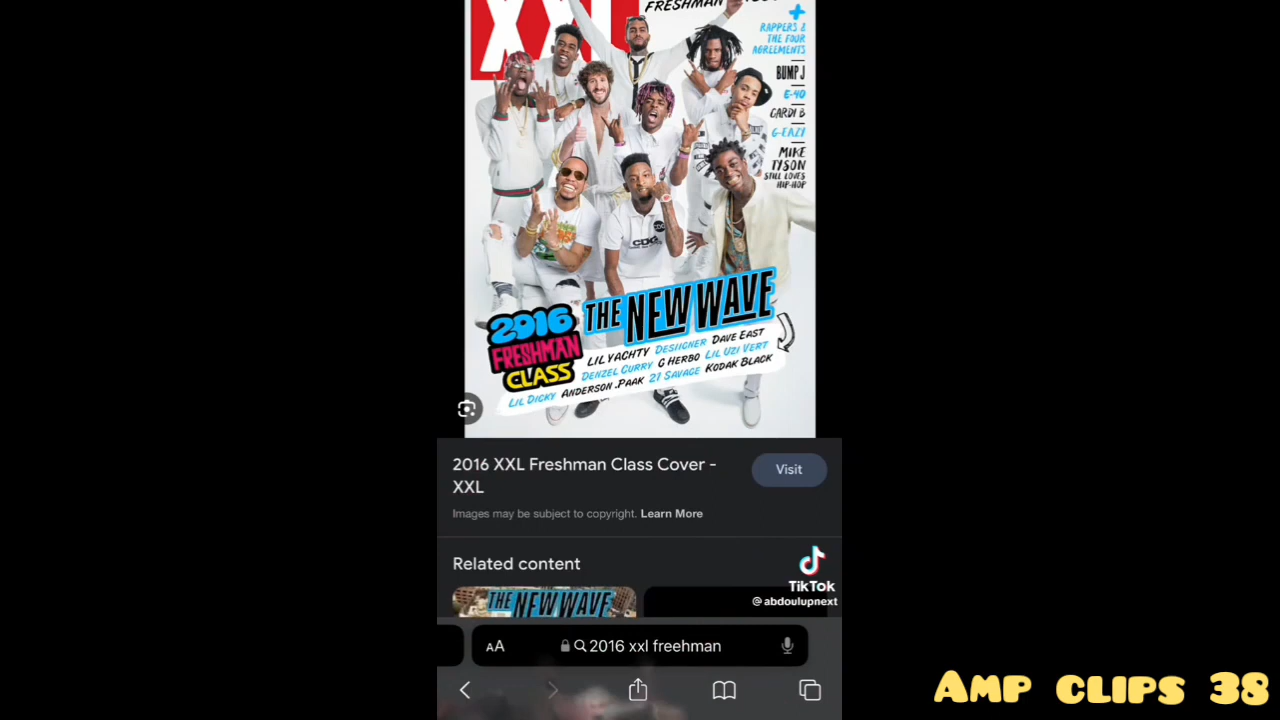 XXL
FRESHMAN
+
RAPPERS &
THE FOUR
AGREEMENTS
BUMP J
E-40
CARDI B
G-EAZY
MIKE
TYSON
STILL LOVES
HIP-HOP
CDG
2016
FRESHMAN
CLASS
THE NEW WAVE
LIL YACHTY DESIIGNER DAVE EAST
DENZEL CURRY G HERBO LIL UZI VERT
LIL DICKY ANDERSON .PAAK 21 SAVAGE KODAK BLACK
2016 XXL Freshman Class Cover -
XXL
Visit
Images may be subject to copyright. Learn More
Related content
THE NEW WAVE
TikTok
@abdoulupnext
AA 2016 xxl freehman
AMP CLIPS 38